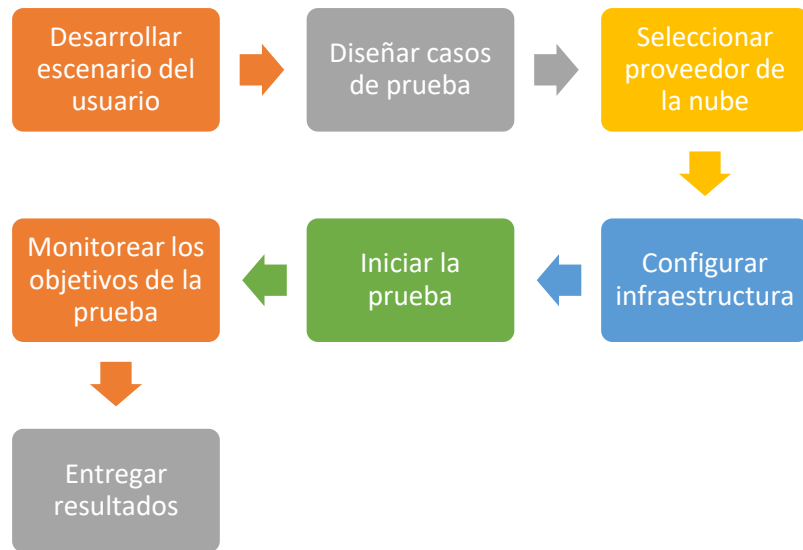 Desarrollar
escenario del
usuario
Diseñar casos
de prueba
Seleccionar
proveedor de
la nube
Configurar
infraestructura
Iniciar la
prueba
Monitorear los
objetivos de la
prueba
Entregar
resultados